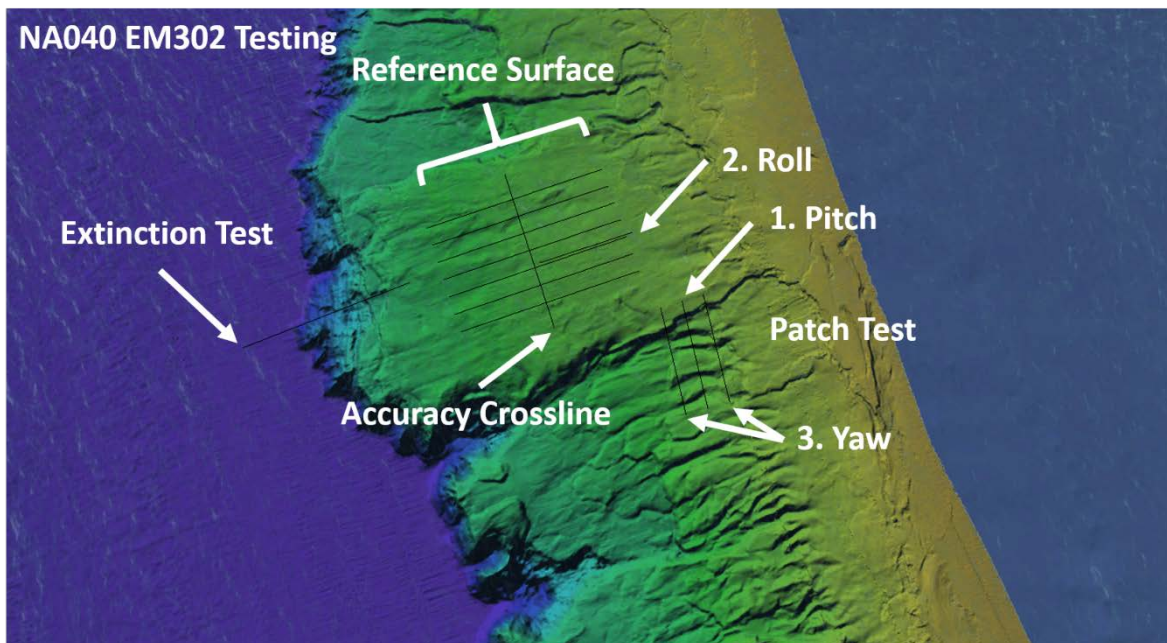 NA040 EM302 Testing
Reference Surface
2. Roll
1. Pitch
Extinction Test
Patch Test
Accuracy Crossline
3. Yaw